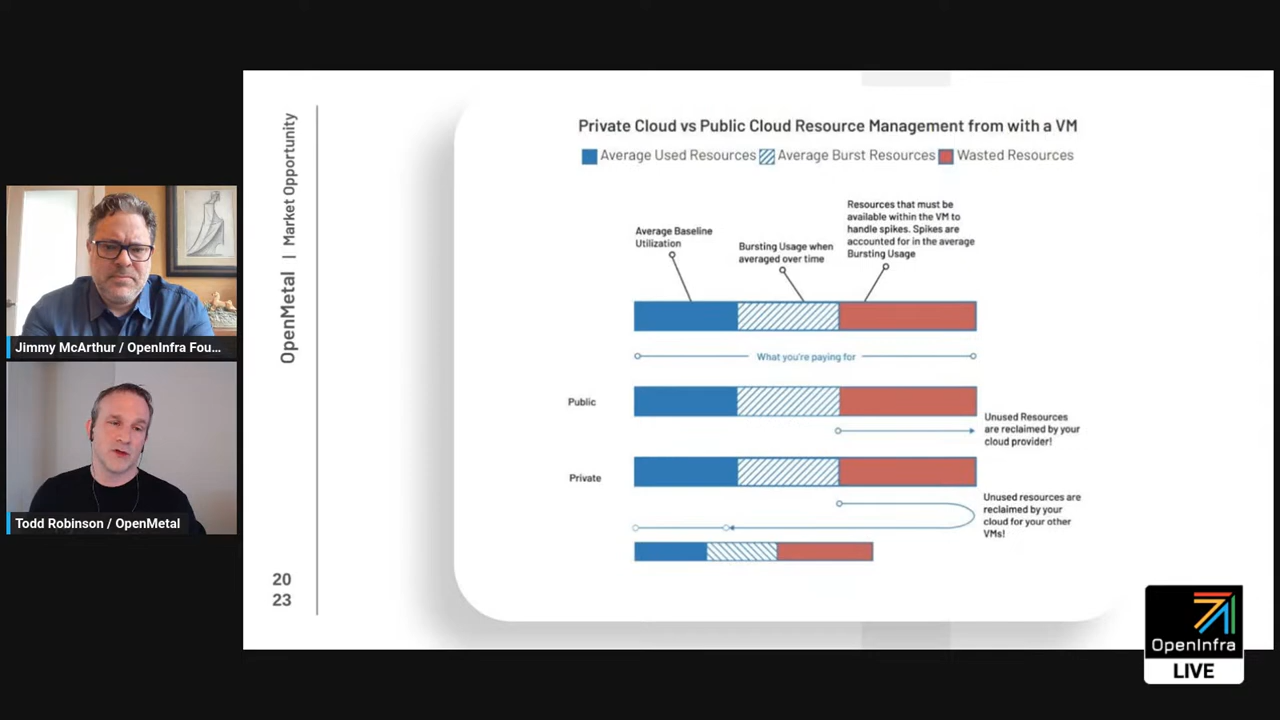 OpenMetal | Market Opportunity
20
23
Private Cloud vs Public Cloud Resource Management from with a VM
Average Used Resources Average Burst Resources Wasted Resources
Average Baseline
Utilization
Bursting Usage when
averaged over time
Resources that must be
available within the VM to
handle spikes. Spikes are
accounted for in the average
Bursting Usage
What you're paying for
Public
Unused Resources
are reclaimed by your
cloud provider!
Private
Unused resources are
reclaimed by your
cloud for your other
VMs!
Jimmy McArthur / OpenInfra Fou...
Todd Robinson / OpenMetal
OpenInfra
LIVE